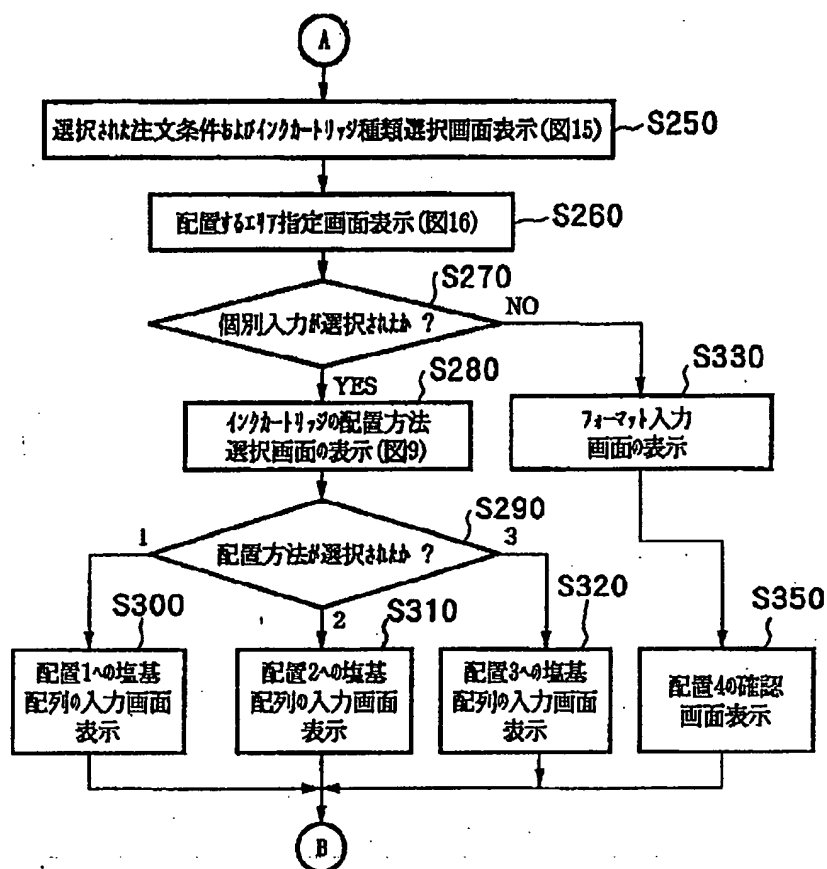 A
選択された注文条件およびインクカートリッジ種類選択画面表示(図15)
S250
配置するエリア指定画面表示(図16)
S260
S270
個別入力が選択されたか ?
NO
YES
S280
S330
インクカートリッジの配置方法
選択画面の表示(図9)
フォーマット入力
画面の表示
S290
1
配置方法が選択されたか ?
3
2
S300
S310
S320
S350
配置1への塩基
配列の入力画面
表示
配置2への塩基
配列の入力画面
表示
配置3への塩基
配列の入力画面
表示
配置4の確認
画面表示
B